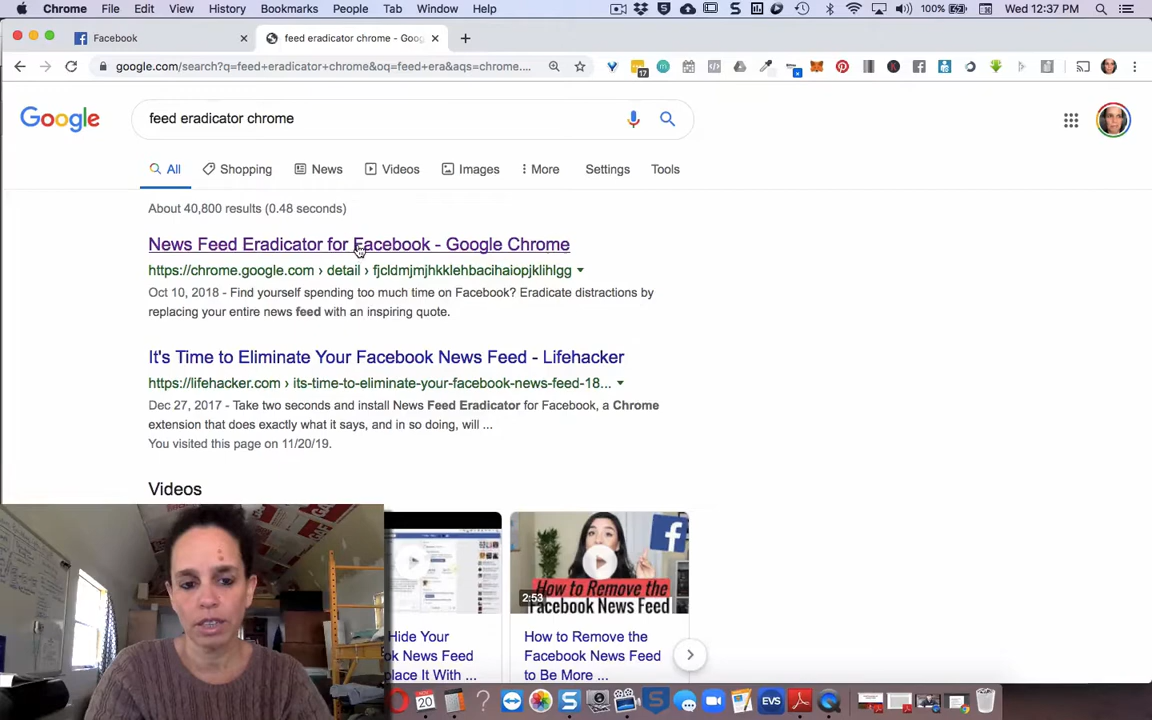 Chrome File Edit View History Bookmarks People Tab Window Help 100% Wed 12:37 PM
Facebook × feed eradicator chrome - Goo × +
google.com/search?q=feed+eradicator+chrome&oq=feed+era&aqs=chrome.... 17
Google feed eradicator chrome
All Shopping News Videos Images More Settings Tools
About 40,800 results (0.48 seconds)
News Feed Eradicator for Facebook - Google Chrome
https://chrome.google.com › detail › fjcldmjmjhkklehbacihaiopjklihlgg
Oct 10, 2018 - Find yourself spending too much time on Facebook? Eradicate distractions by
replacing your entire news feed with an inspiring quote.
It's Time to Eliminate Your Facebook News Feed - Lifehacker
https://lifehacker.com › its-time-to-eliminate-your-facebook-news-feed-18...
Dec 27, 2017 - Take two seconds and install News Feed Eradicator for Facebook, a Chrome
extension that does exactly what it says, and in so doing, will ...
You visited this page on 11/20/19.
Videos
2:53
How to Remove the
Facebook News Feed
Hide Your
ok News Feed
place It With ...
How to Remove the
Facebook News Feed
to Be More ...
20
EVS